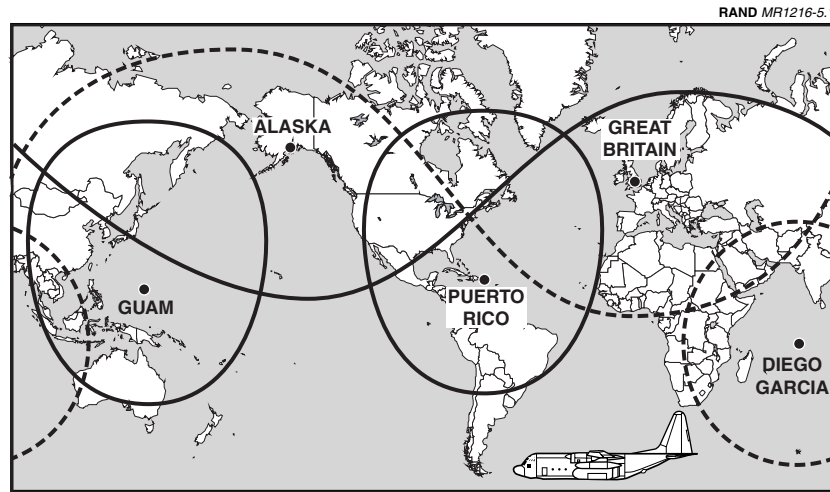 RAND MR1216-5.
ALASKA
GREAT
BRITAIN
GUAM
PUERTO
RICO
DIEGO
GARCIA